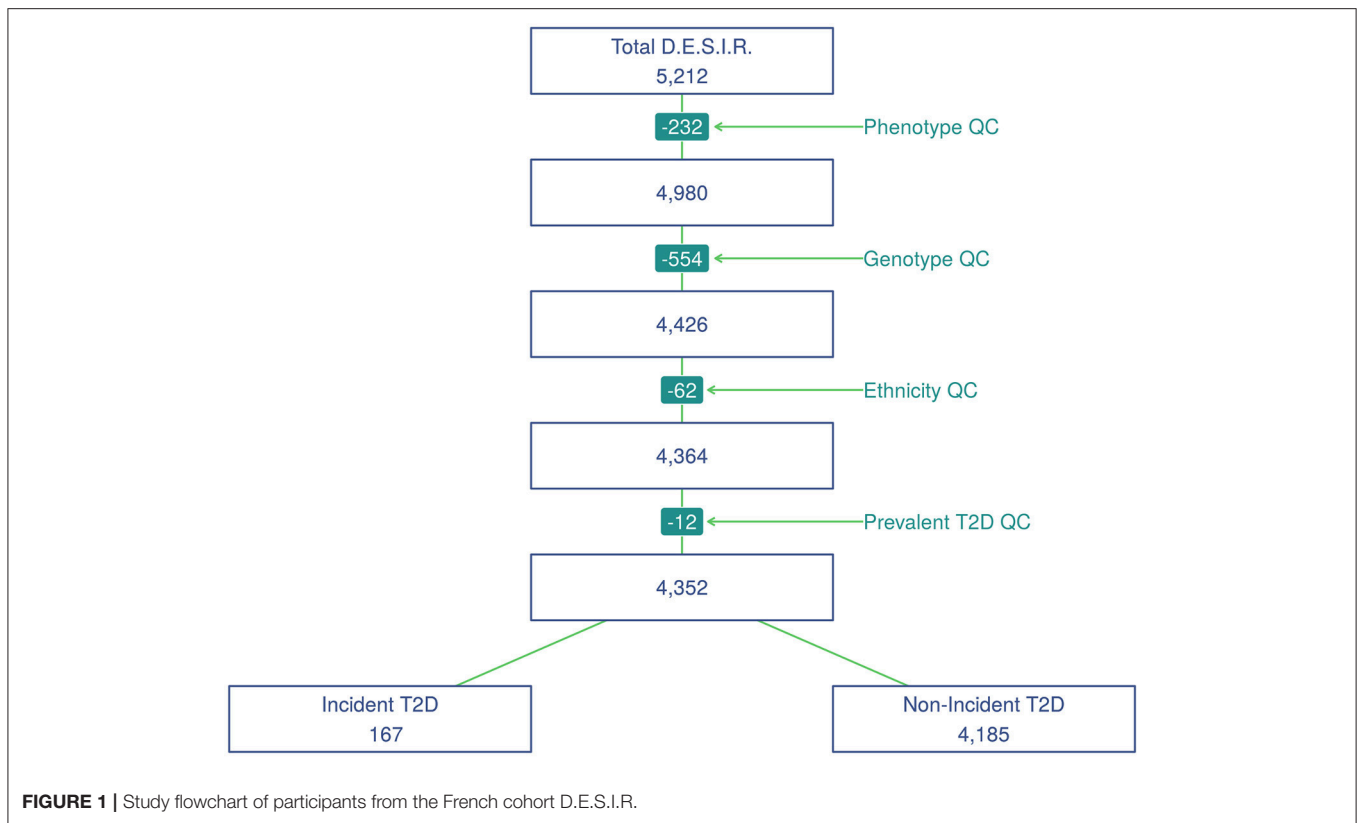 Total D.E.S.I.R.
5,212
-232
Phenotype QC
4,980
-554
Genotype QC
4,426
-62
Ethnicity QC
4,364
-12
Prevalent T2D QC
4,352
Incident T2D
167
Non-Incident T2D
4,185
FIGURE 1 | Study flowchart of participants from the French cohort D.E.S.I.R.